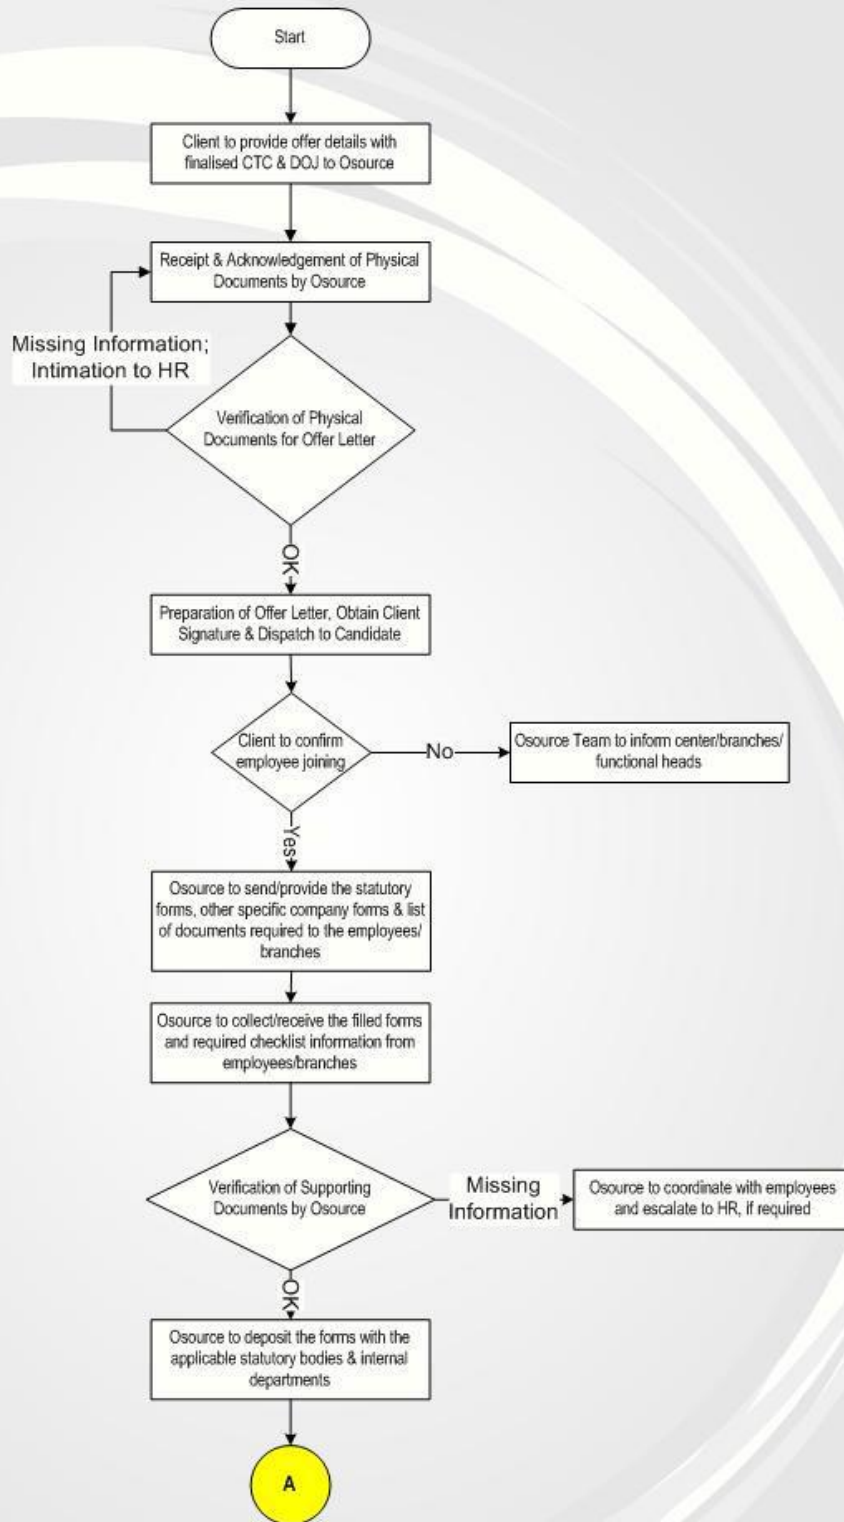 Start
Client to provide offer details with
finalised CTC & DOJ to Osource
Receipt & Acknowledgement of Physical
Documents by Osource
Missing Information;
Intimation to HR
Verification of Physical
Documents for Offer Letter
OK
Preparation of Offer Letter, Obtain Client
Signature & Dispatch to Candidate
Client to confirm
employee joining
No
Osource Team to inform center/branches/
functional heads
Yes
Osource to send/provide the statutory
forms, other specific company forms & list
of documents required to the employees/
branches
Osource to collect/receive the filled forms
and required checklist information from
employees/branches
Verification of Supporting
Documents by Osource
Missing
Information
Osource to coordinate with employees
and escalate to HR, if required
OK
Osource to deposit the forms with the
applicable statutory bodies & internal
departments
A